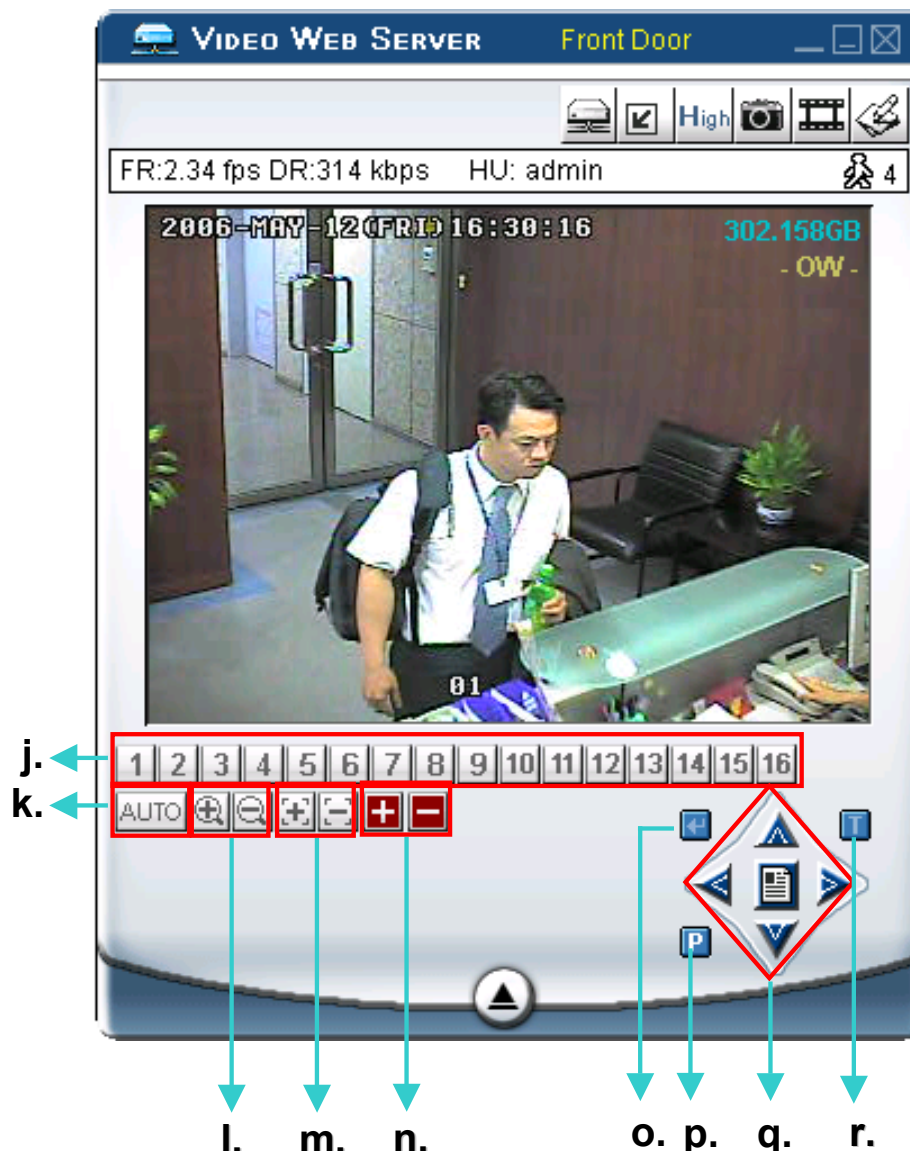 VIDEO WEB SERVER Front Door
High
FR:2.34 fps DR:314 kbps HU: admin 4
2006-MAY-12(FRI)16:30:16 302.158GB
- OW -
01
j. 1 2 3 4 5 6 7 8 9 10 11 12 13 14 15 16
k. AUTO
T
P
l. m. n. o. p. q. r.